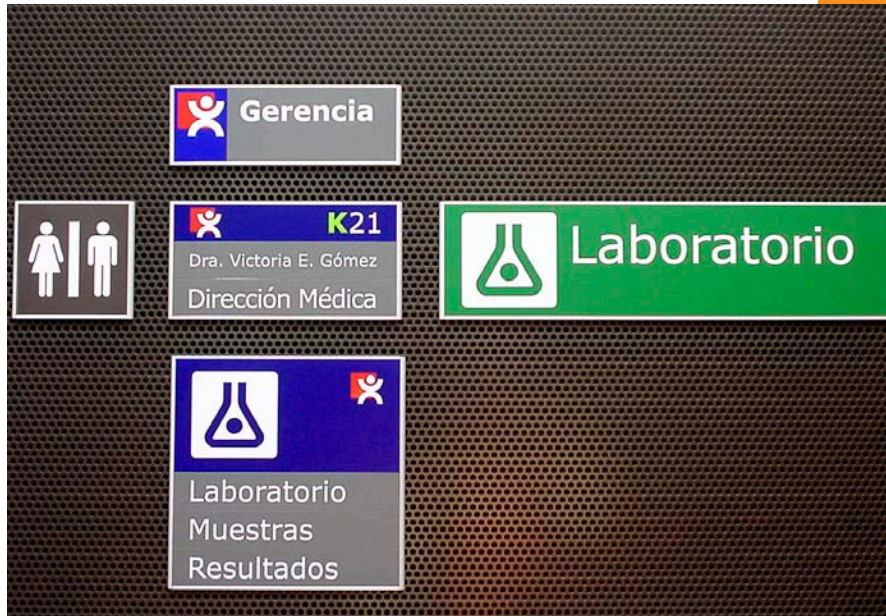 Gerencia
K21
Dra. Victoria E. Gómez
Dirección Médica
Laboratorio
Laboratorio
Muestras
Resultados